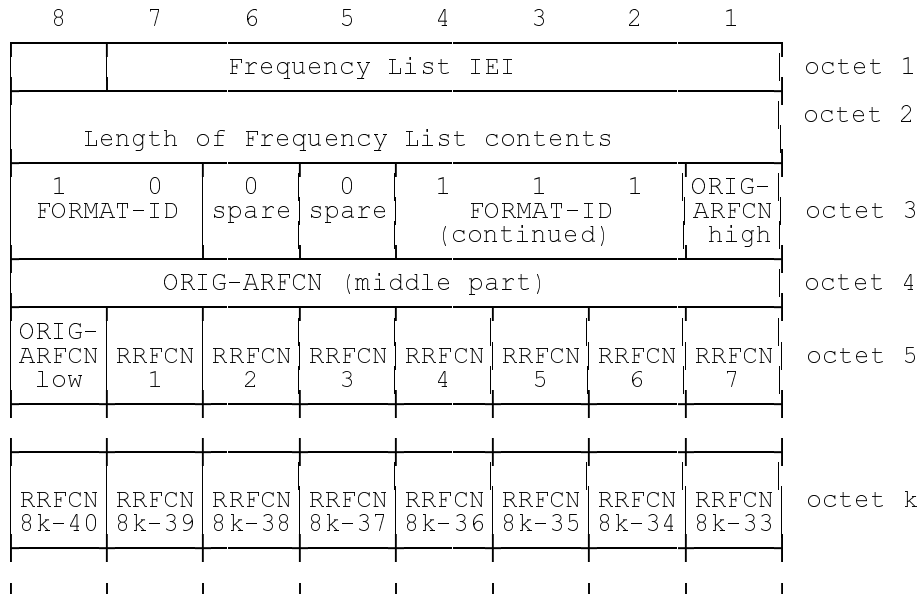 8 7 6 5 4 3 2 1
Frequency List IEI octet 1
octet 2
Length of Frequency List contents
1 0 0 0 1 1 1 ORIG-
FORMAT-ID spare spare FORMAT-ID ARFCN octet 3
(continued) high
ORIG-ARFCN (middle part) octet 4
ORIG-
ARFCN RRFCN RRFCN RRFCN RRFCN RRFCN RRFCN RRFCN octet 5
low 1 2 3 4 5 6 7
RRFCN RRFCN RRFCN RRFCN RRFCN RRFCN RRFCN RRFCN octet k
8k-40 8k-39 8k-38 8k-37 8k-36 8k-35 8k-34 8k-33